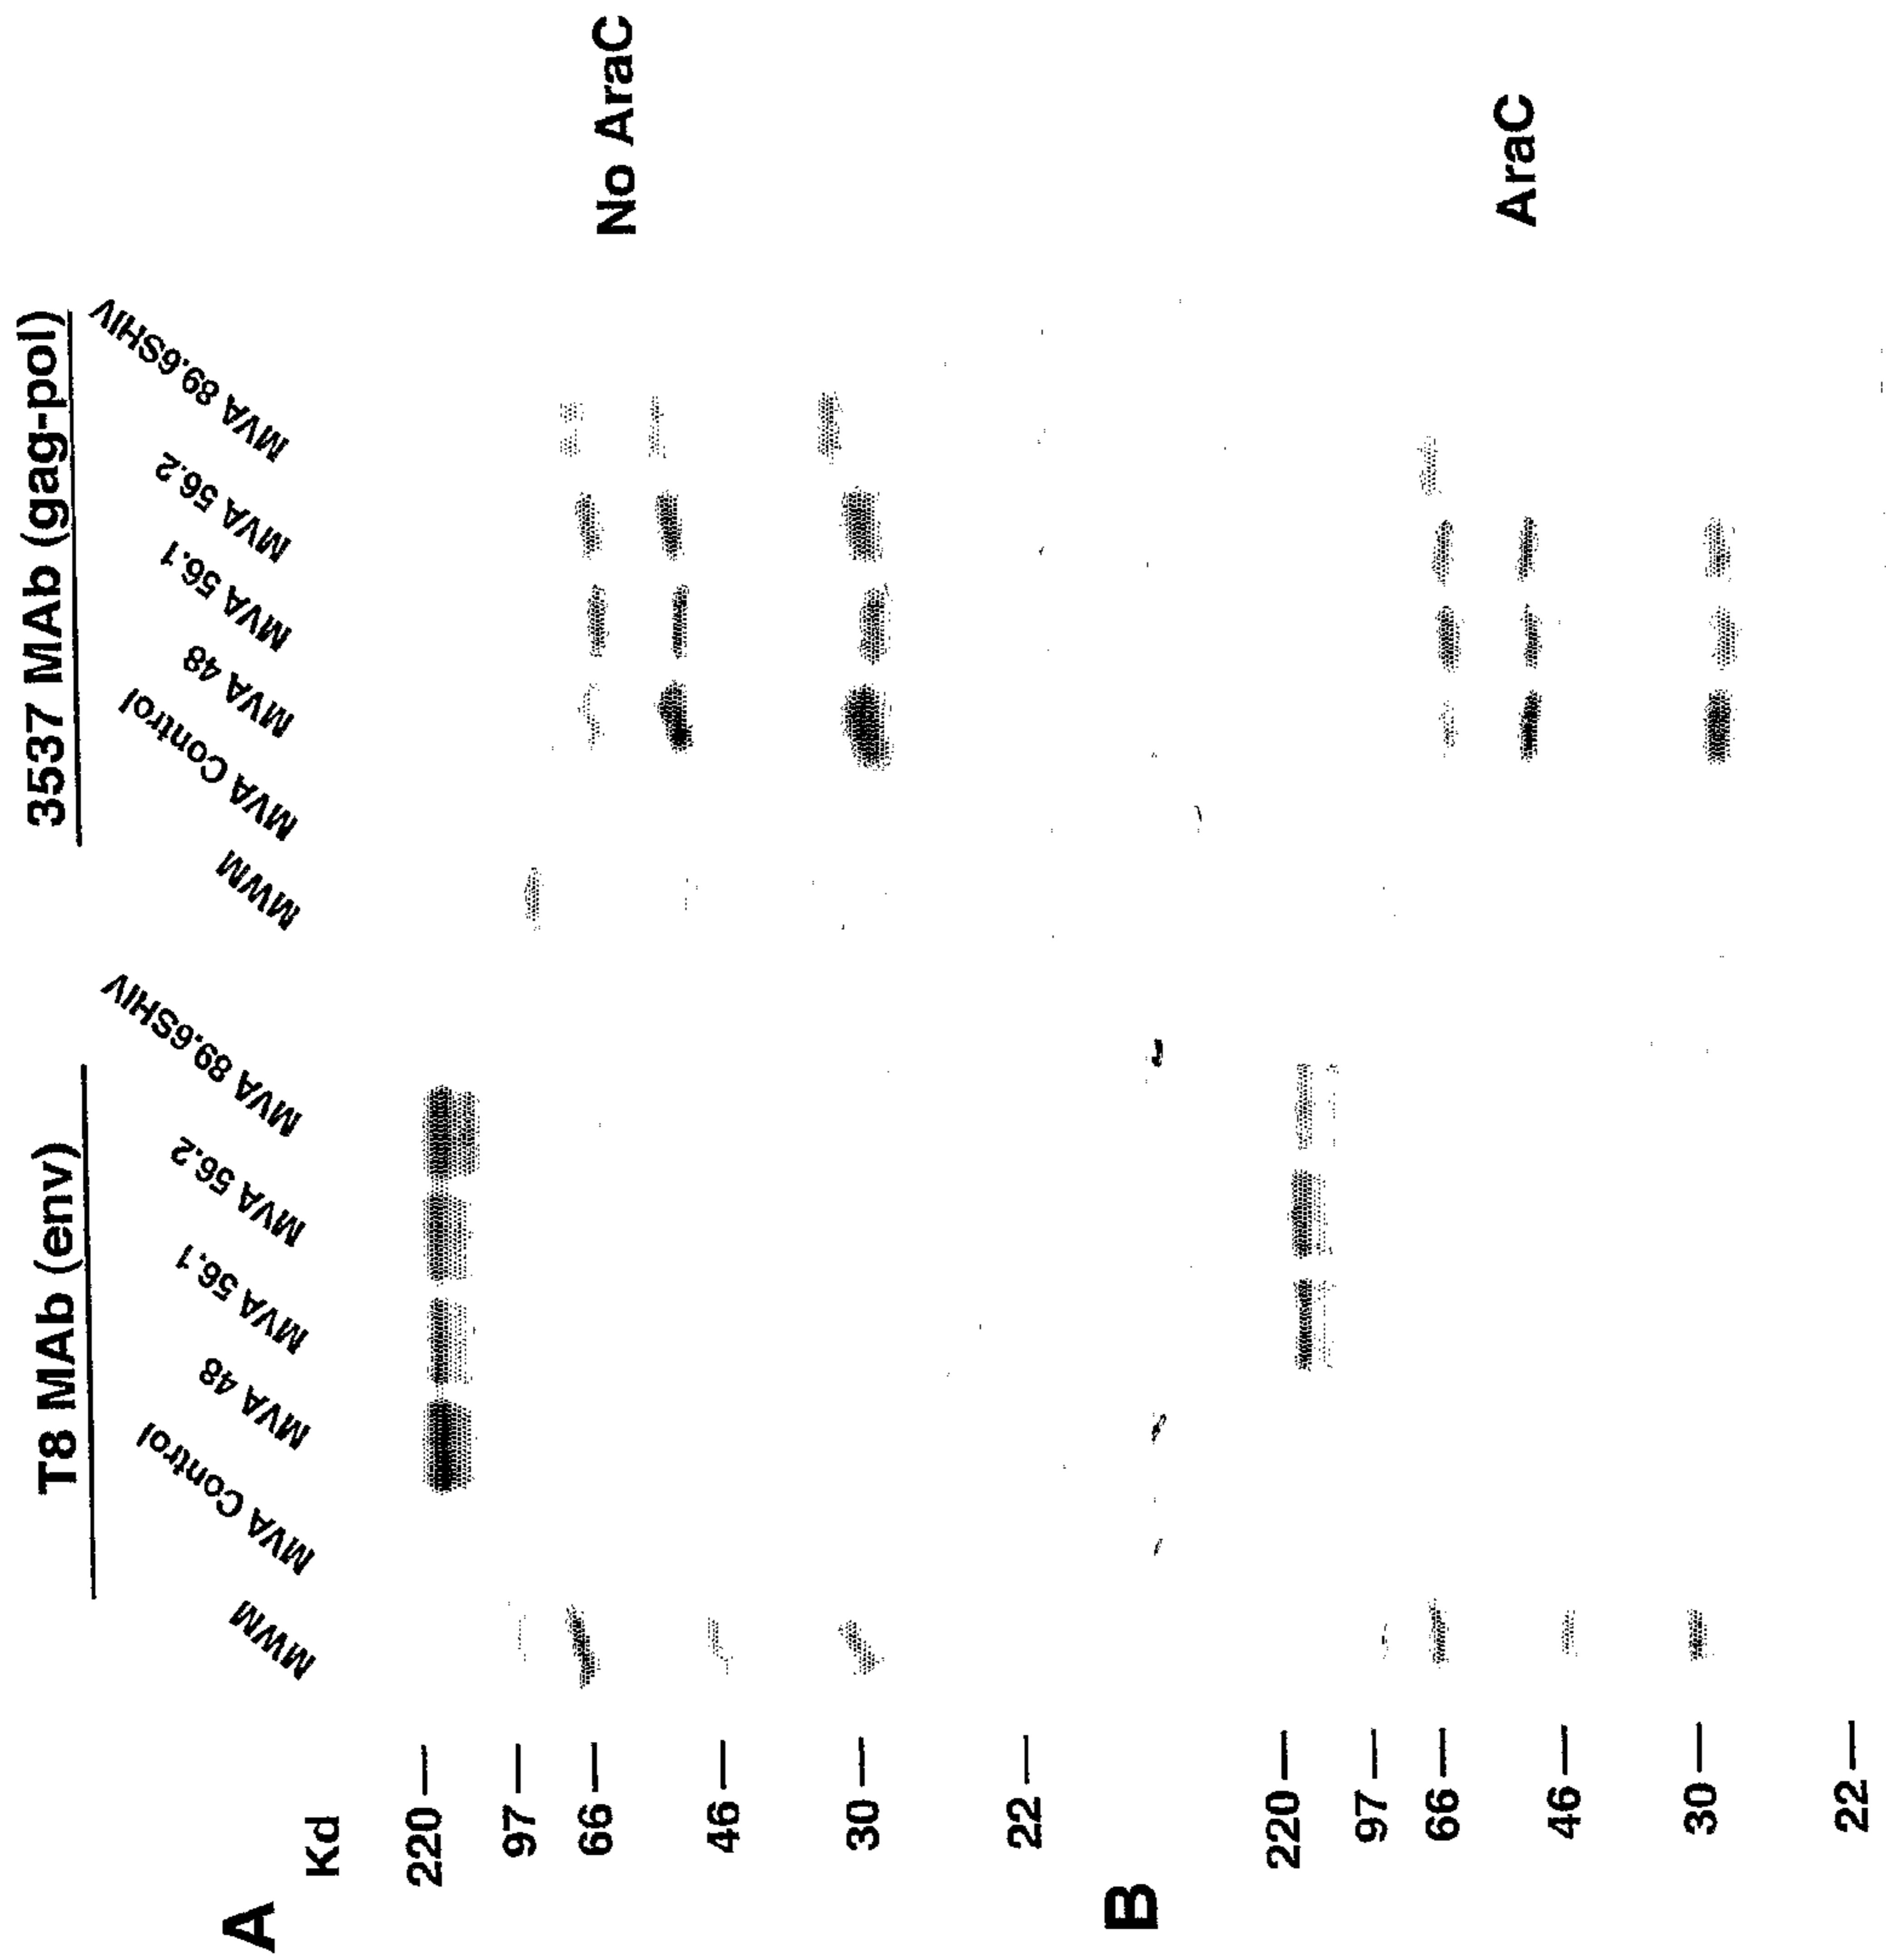 T8 MAb (env)
3537 MAb (gag-pol)
A
Kd
MWM
MVA Control
MVA 48
MVA 56.1
MVA 56.2
MVA 89.6SHIV
MWM
MVA Control
MVA 48
MVA 56.1
MVA 56.2
MVA 89.6SHIV
220
97
66
46
30
22
No AraC
B
220
97
66
46
30
22
AraC